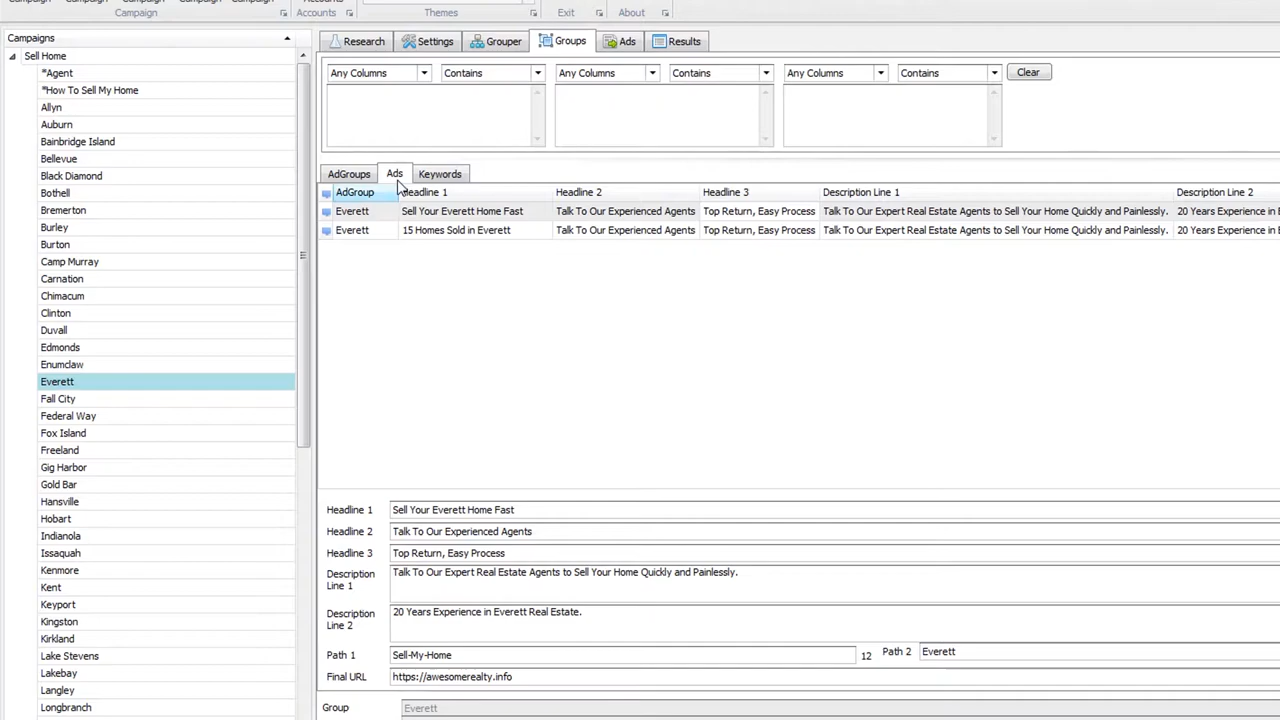 Campaign Accounts Themes Exit About
Campaigns
Research Settings Grouper Groups Ads Results
Sell Home
*Agent
*How To Sell My Home
Allyn
Auburn
Bainbridge Island
Bellevue
Black Diamond
Bothell
Bremerton
Burley
Burton
Camp Murray
Carnation
Chimacum
Clinton
Duvall
Edmonds
Enumclaw
Everett
Fall City
Federal Way
Fox Island
Freeland
Gig Harbor
Gold Bar
Hansville
Hobart
Indianola
Issaquah
Kenmore
Kent
Keyport
Kingston
Kirkland
Lake Stevens
Lakebay
Langley
Longbranch
Any Columns Contains Any Columns Contains Any Columns Contains Clear
AdGroups Ads Keywords
AdGroup Headline 1 Headline 2 Headline 3 Description Line 1 Description Line 2
Everett Sell Your Everett Home Fast Talk To Our Experienced Agents Top Return, Easy Process Talk To Our Expert Real Estate Agents to Sell Your Home Quickly and Painlessly. 20 Years Experience in E
Everett 15 Homes Sold in Everett Talk To Our Experienced Agents Top Return, Easy Process Talk To Our Expert Real Estate Agents to Sell Your Home Quickly and Painlessly. 20 Years Experience in E
Headline 1 Sell Your Everett Home Fast
Headline 2 Talk To Our Experienced Agents
Headline 3 Top Return, Easy Process
Description Line 1 Talk To Our Expert Real Estate Agents to Sell Your Home Quickly and Painlessly.
Description Line 2 20 Years Experience in Everett Real Estate.
Path 1 Sell-My-Home 12 Path 2 Everett
Final URL https://awesomerealty.info
Group Everett